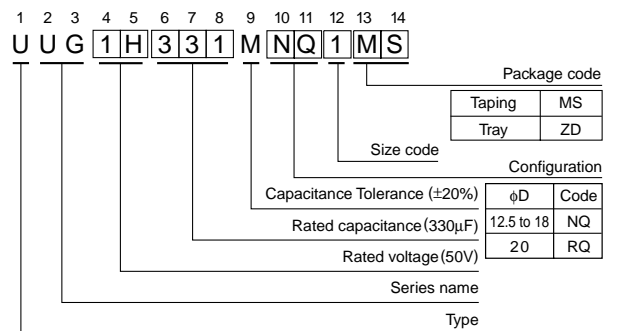 1 2 3 4 5 6 7 8 9 10 11 12 13 14
U U G 1 H 3 3 1 M N Q 1 M S
Package code
Taping MS
Tray ZD
Size code
Configuration
φD Code
12.5 to 18 NQ
20 RQ
Capacitance Tolerance (±20%)
Rated capacitance (330μF)
Rated voltage (50V)
Series name
Type